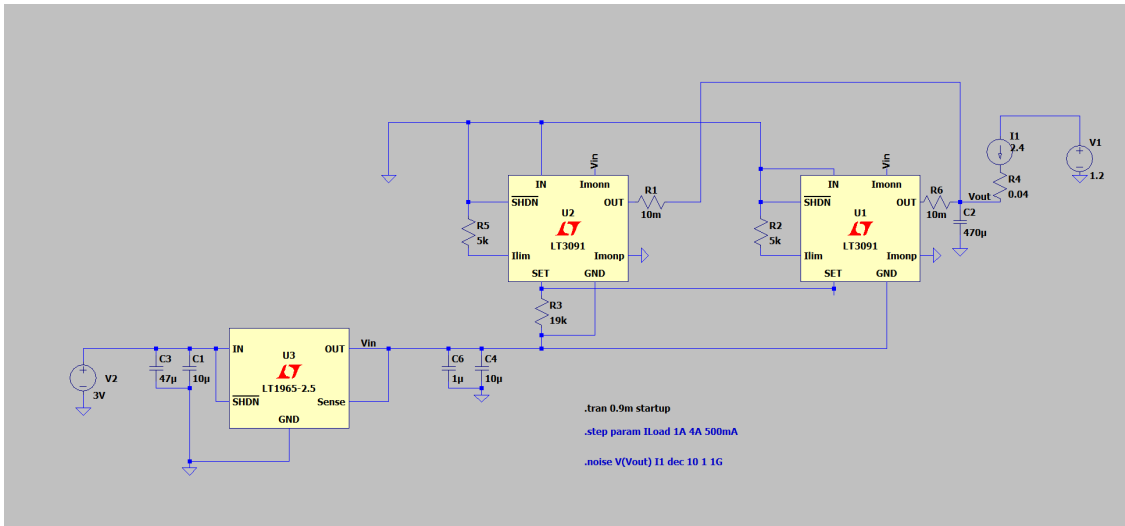 I1
2.4
V1
1.2
R4
0.04
Vin
Vin
IN
Imonn
IN
Imonn
SHDN
OUT
R1
10m
SHDN
OUT
R6
10m
Vout
U2
U1
C2
470µ
R5
5k
LT3091
R2
5k
LT3091
Ilim
Imonp
Ilim
Imonp
SET
GND
SET
GND
R3
19k
IN
OUT
Vin
U3
C3
47µ
C1
10µ
C6
1µ
C4
10µ
V2
3V
LT1965-2.5
SHDN
Sense
GND
.tran 0.9m startup
.step param ILoad 1A 4A 500mA
.noise V(Vout) I1 dec 10 1 1G